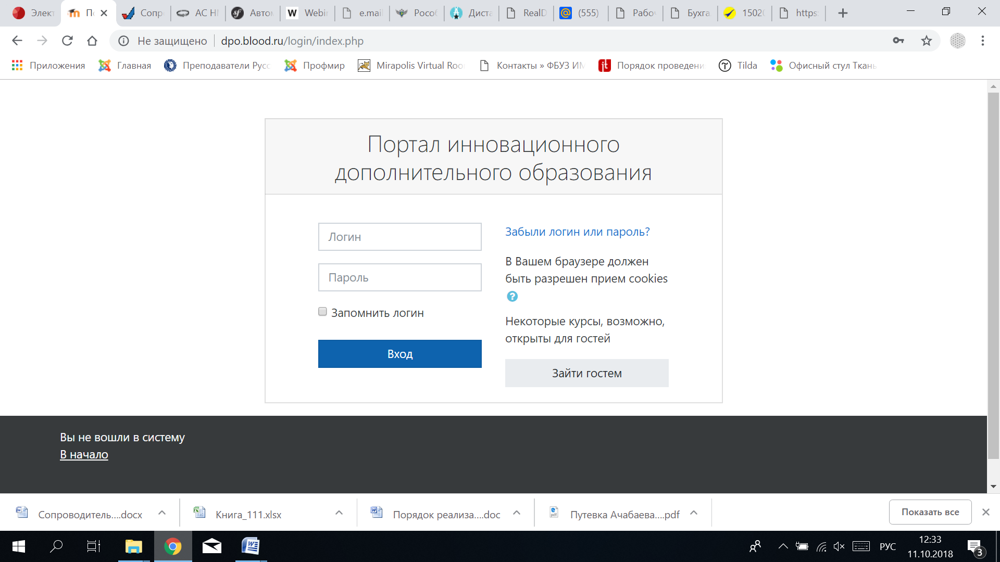 Элект
Сопр
АС Н
Автом
Webi
e.mai
Росо
Диста
RealD
(555)
Рабо
Бухга
1502
https:
Не защищено
dpo.blood.ru/login/index.php
Приложения
Главная
Преподаватели Русс
Профмир
Mirapolis Virtual Roo
Контакты » ФБУЗ ИМ
Порядок проведени
Tilda
Офисный стул Ткань
Портал инновационного
дополнительного образования
Логин
Пароль
Запомнить логин
Вход
Забыли логин или пароль?
В Вашем браузере должен
быть разрешен прием cookies
?
Некоторые курсы, возможно,
открыты для гостей
Зайти гостем
Вы не вошли в систему
В начало
Сопроводитель....docx
Книга_111.xlsx
Порядок реализа....doc
Путевка Ачабаева....pdf
Показать все
РУС
12:33
11.10.2018
3